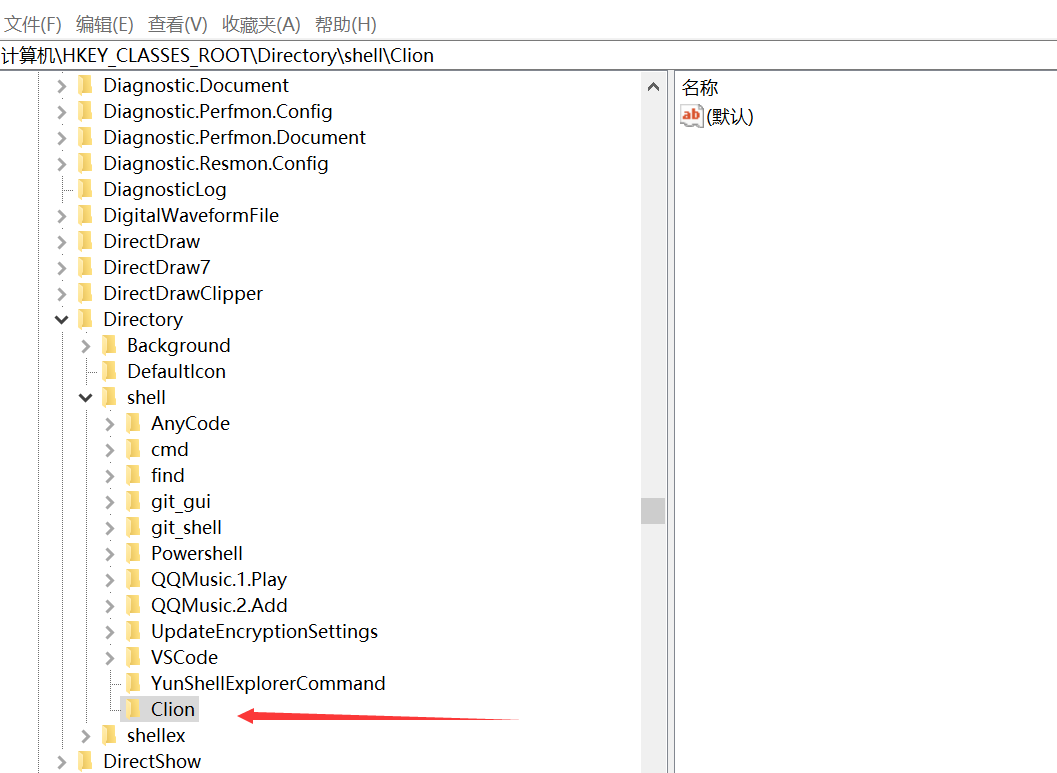 文件(F) 编辑(E) 查看(V) 收藏夹(A) 帮助(H)
计算机\HKEY_CLASSES_ROOT\Directory\shell\Clion
Diagnostic.Document
Diagnostic.Perfmon.Config
Diagnostic.Perfmon.Document
Diagnostic.Resmon.Config
DiagnosticLog
DigitalWaveformFile
DirectDraw
DirectDraw7
DirectDrawClipper
Directory
Background
DefaultIcon
shell
AnyCode
cmd
find
git_gui
git_shell
Powershell
QQMusic.1.Play
QQMusic.2.Add
UpdateEncryptionSettings
VSCode
YunShellExplorerCommand
Clion
shellex
DirectShow
名称
ab (默认)